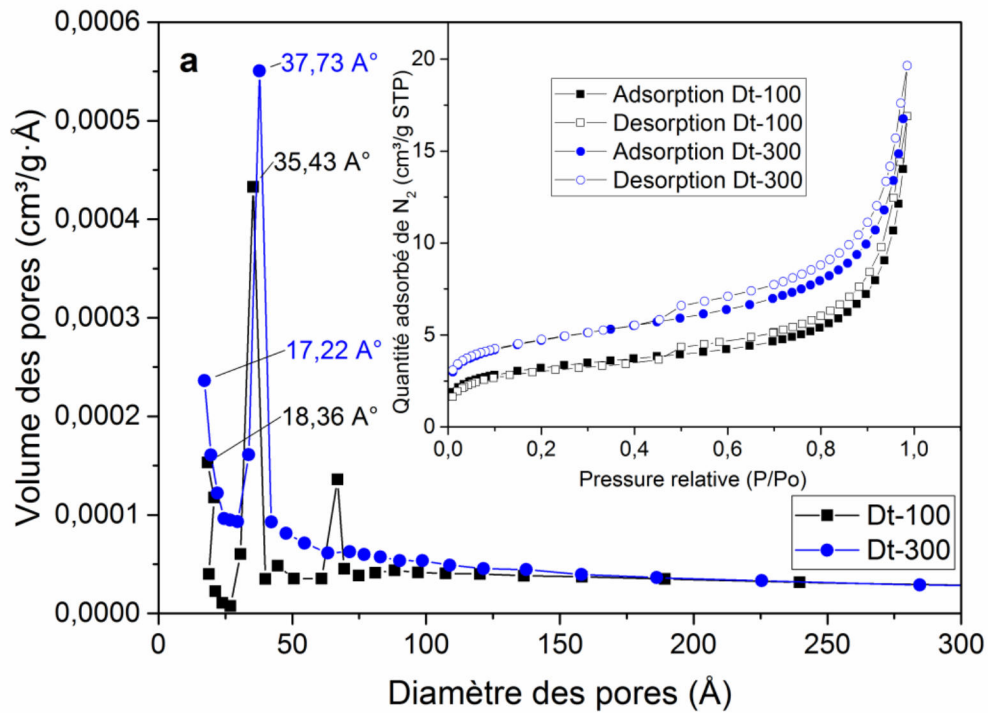 a
37,73 A°
35,43 A°
17,22 A°
18,36 A°
0,0006
0,0005
0,0004
0,0003
0,0002
0,0001
0,0000
Volume des pores (cm³/g·Å)
0
50
100
150
200
250
300
Diamètre des pores (Å)
Dt-100
Dt-300
20
15
10
5
0
Quantité adsorbé de N₂ (cm³/g STP)
Adsorption Dt-100
Desorption Dt-100
Adsorption Dt-300
Desorption Dt-300
0,0
0,2
0,4
0,6
0,8
1,0
Pressure relative (P/Po)